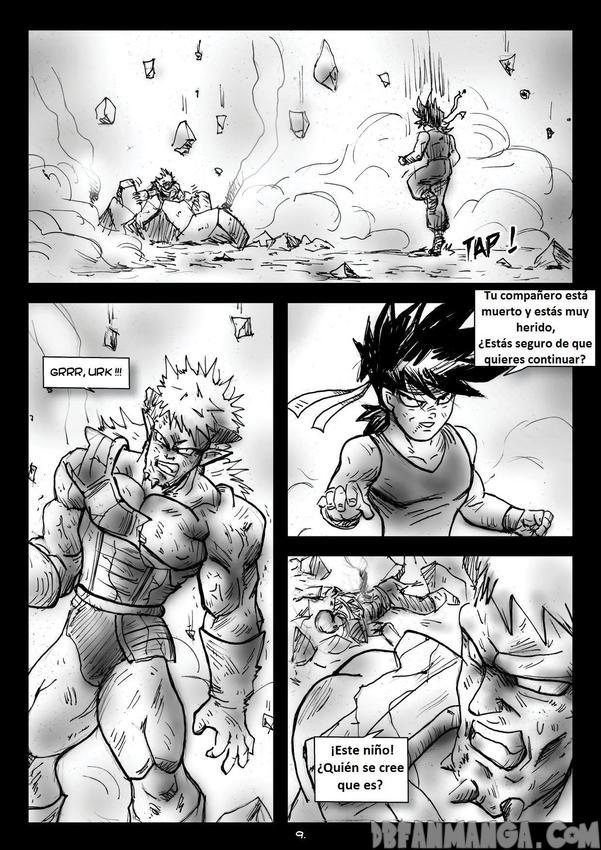 TAP!
GRRR, URK !!!
Tu compañero está
muerto y estás muy
herido,
¿Estás seguro de que
quieres continuar?
¡Este niño!
¿Quién se cree
que es?
9.
DBFANMANGA.COM